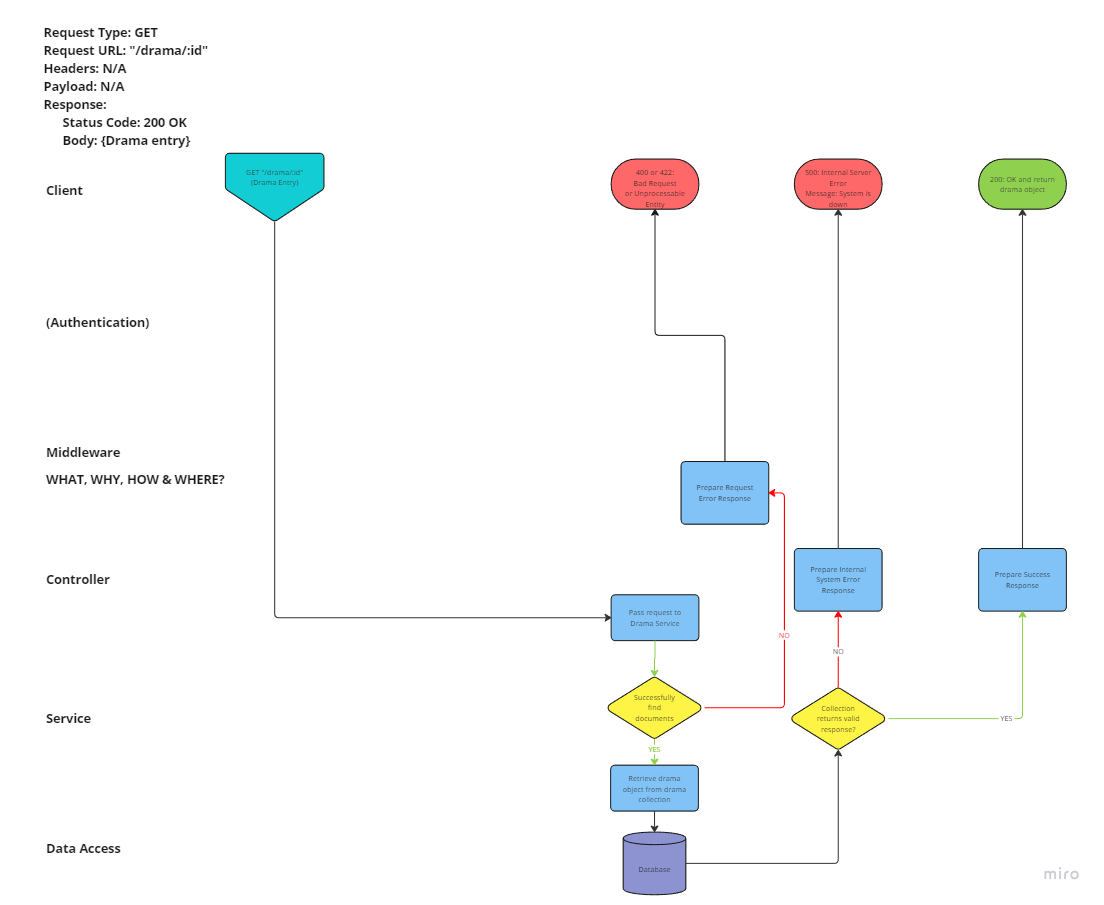 Request Type: GET
Request URL: "/drama/:id"
Headers: N/A
Payload: N/A
Response:
Status Code: 200 OK
Body: {Drama entry}
Client
GET "/drama/:id"
(Drama Entry)
400 or 422:
Bad Request
or Unprocessable
Entity
500: Internal Server
Error
Message: System is
down
200: OK and return
drama object
(Authentication)
Middleware
WHAT, WHY, HOW & WHERE?
Prepare Request
Error Response
Controller
Prepare Internal
System Error
Response
Prepare Success
Response
Pass request to
Drama Service
NO
NO
Service
Successfully
find
documents
Collection
returns valid
response?
YES
YES
Retrieve drama
object from drama
collection
Data Access
Database
miro